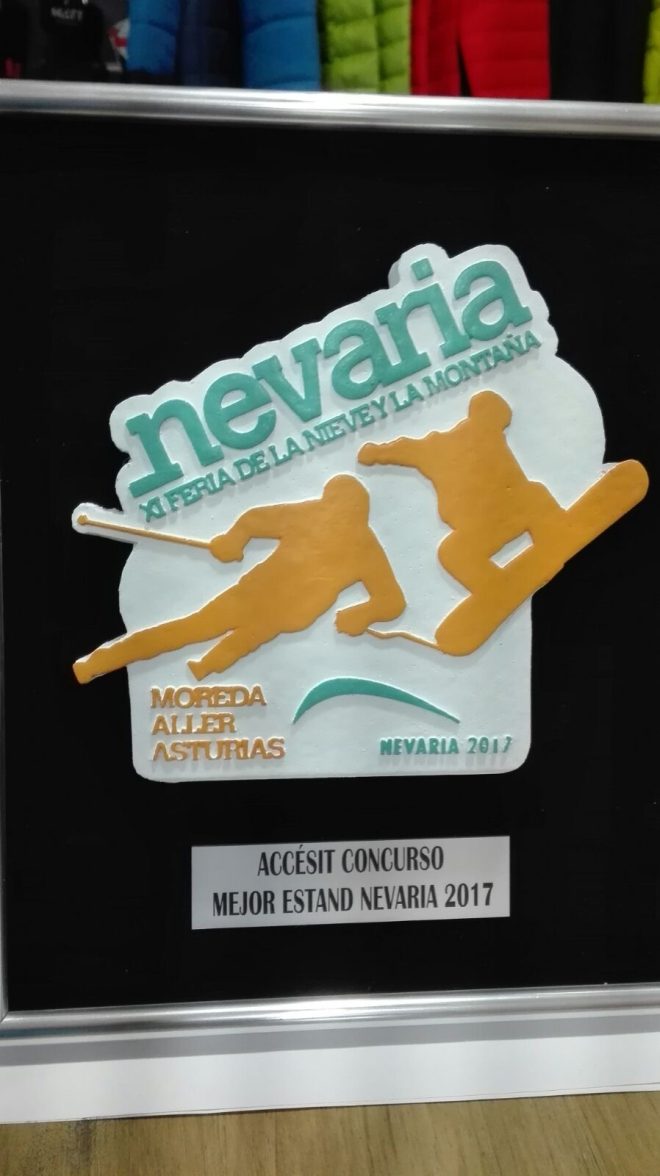 nevaria
XI FERIA DE LA NIEVE Y LA MONTAÑA
MOREDA
ALLER
ASTURIAS
NEVARIA 2017
ACCÉSIT CONCURSO
MEJOR ESTAND NEVARIA 2017